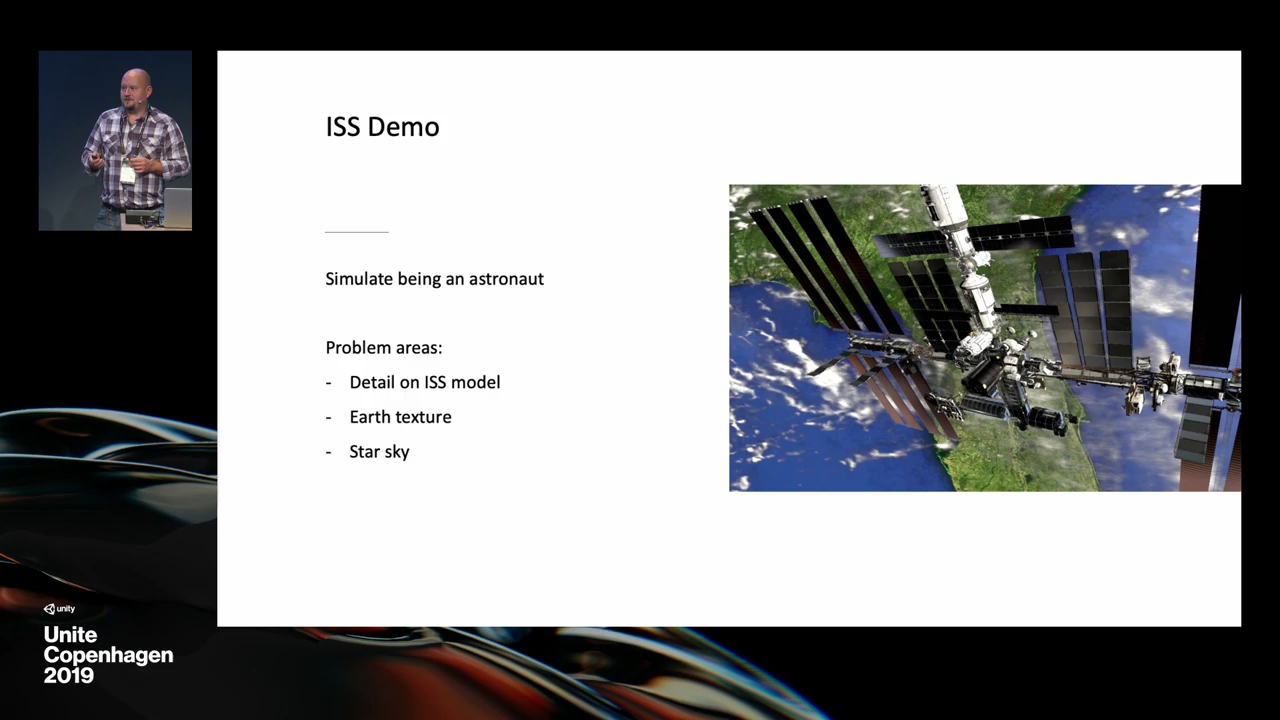 ISS Demo
Simulate being an astronaut
Problem areas:
- Detail on ISS model
- Earth texture
- Star sky
unity
Unite
Copenhagen
2019